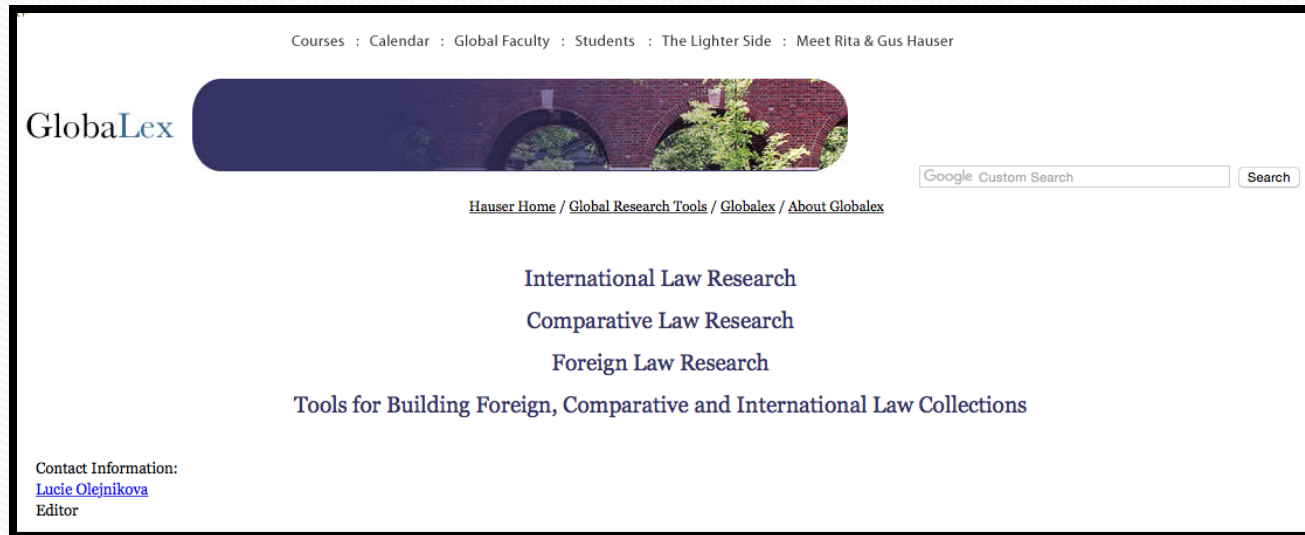 Courses : Calendar : Global Faculty : Students : The Lighter Side : Meet Rita & Gus Hauser
GlobaLex
Google Custom Search Search
Hauser Home / Global Research Tools / Globalex / About Globalex
International Law Research
Comparative Law Research
Foreign Law Research
Tools for Building Foreign, Comparative and International Law Collections
Contact Information:
Lucie Olejnikova
Editor